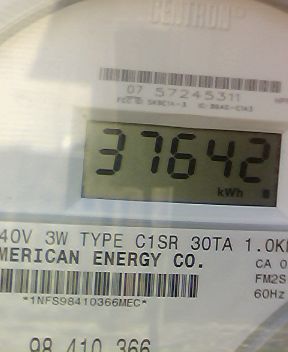 CENTRON
07 57245311
37642
kWh
40V 3W TYPE C1SR 30TA 1.0K
MERICAN ENERGY CO.
CA 0
FM2S
60Hz
*1NFS98410366MEC*
98 410 366